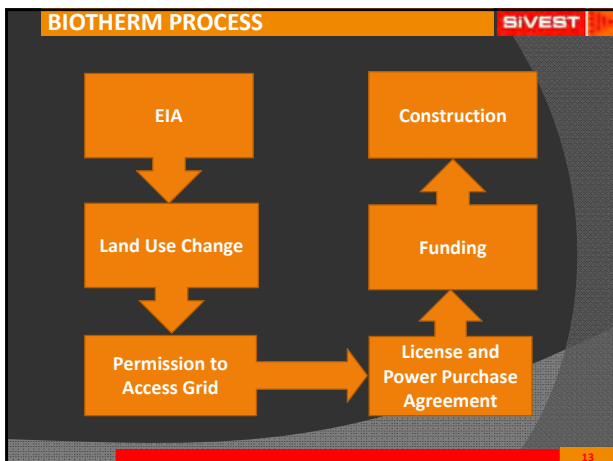 BIOTHERM PROCESS
SiVEST
EIA
Land Use Change
Permission to
Access Grid
License and
Power Purchase
Agreement
Funding
Construction
13